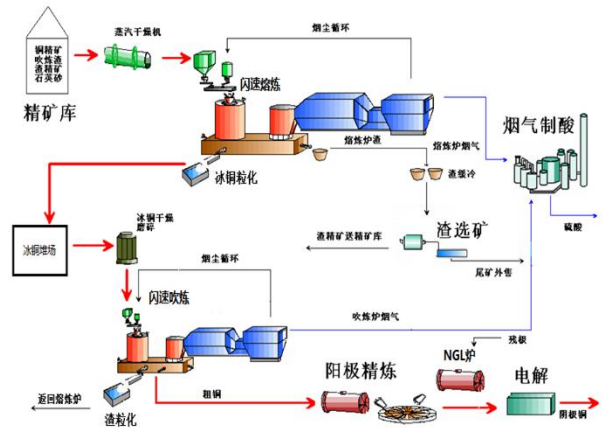 铜精矿
吹炼渣
渣精矿
石英砂
精矿库
蒸汽干燥机
烟尘循环
闪速熔炼
熔炼炉渣
熔炼炉烟气
烟气制酸
冰铜粒化
渣缓冷
硫酸
冰铜堆场
冰铜干燥
磨碎
渣选矿
渣精矿送精矿库
尾矿外售
烟尘循环
闪速吹炼
吹炼炉烟气
残极
NGL炉
阳极精炼
电解
返回熔炼炉
渣粒化
粗铜
阴极铜